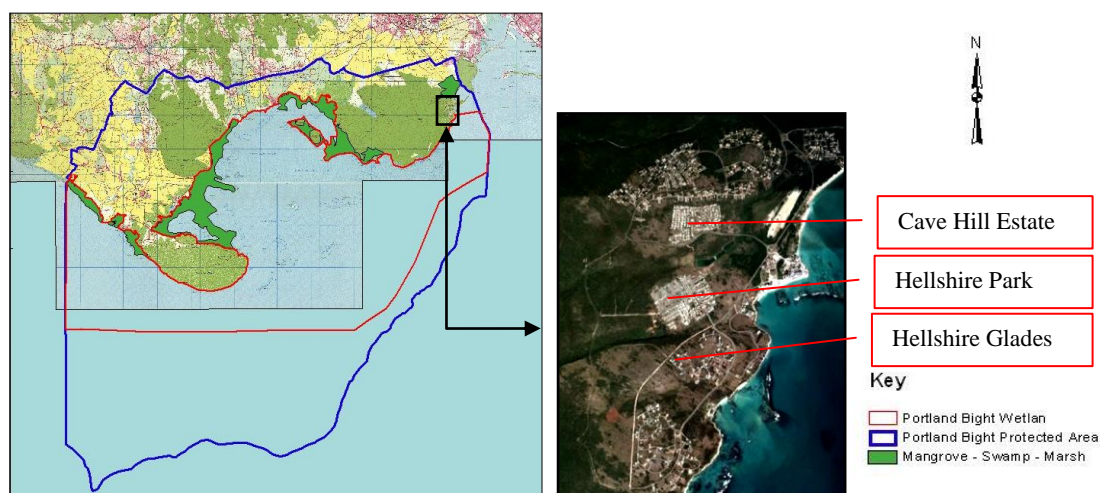 N
Cave Hill Estate
Hellshire Park
Hellshire Glades
Key
Portland Bight Wetlan
Portland Bight Protected Area
Mangrove - Swamp - Marsh